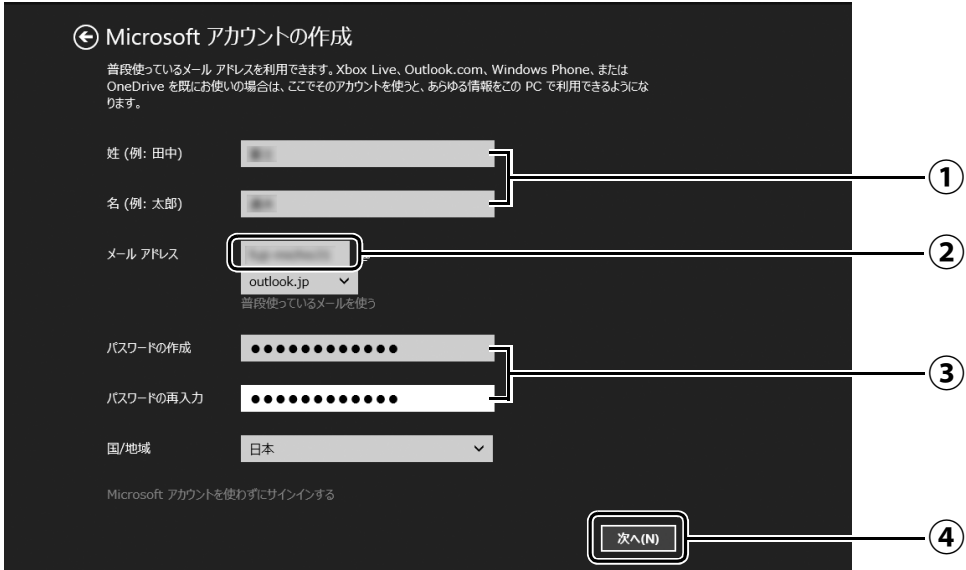 Microsoft アカウントの作成
普段使っているメール アドレスを利用できます。Xbox Live、Outlook.com、Windows Phone、または
OneDrive を既にお使いの場合は、ここでそのアカウントを使うと、あらゆる情報をこの PC で利用できるようにな
ります。
姓 (例: 田中)
①
名 (例: 太郎)
メール アドレス
②
outlook.jp
普段使っているメールを使う
パスワードの作成 ●●●●●●●●●●●●
③
パスワードの再入力 ●●●●●●●●●●●●
国/地域 日本
Microsoft アカウントを使わずにサインインする
次へ(N) ④